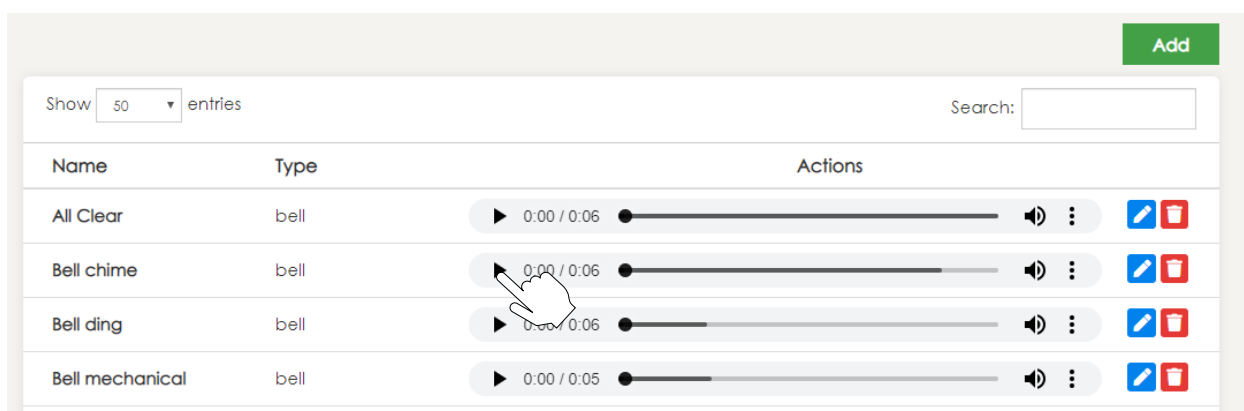 Add
Show 50 entries Search:
Name Type Actions
All Clear bell 0:00 / 0:06
Bell chime bell 0:00 / 0:06
Bell ding bell 0:00 / 0:06
Bell mechanical bell 0:00 / 0:05